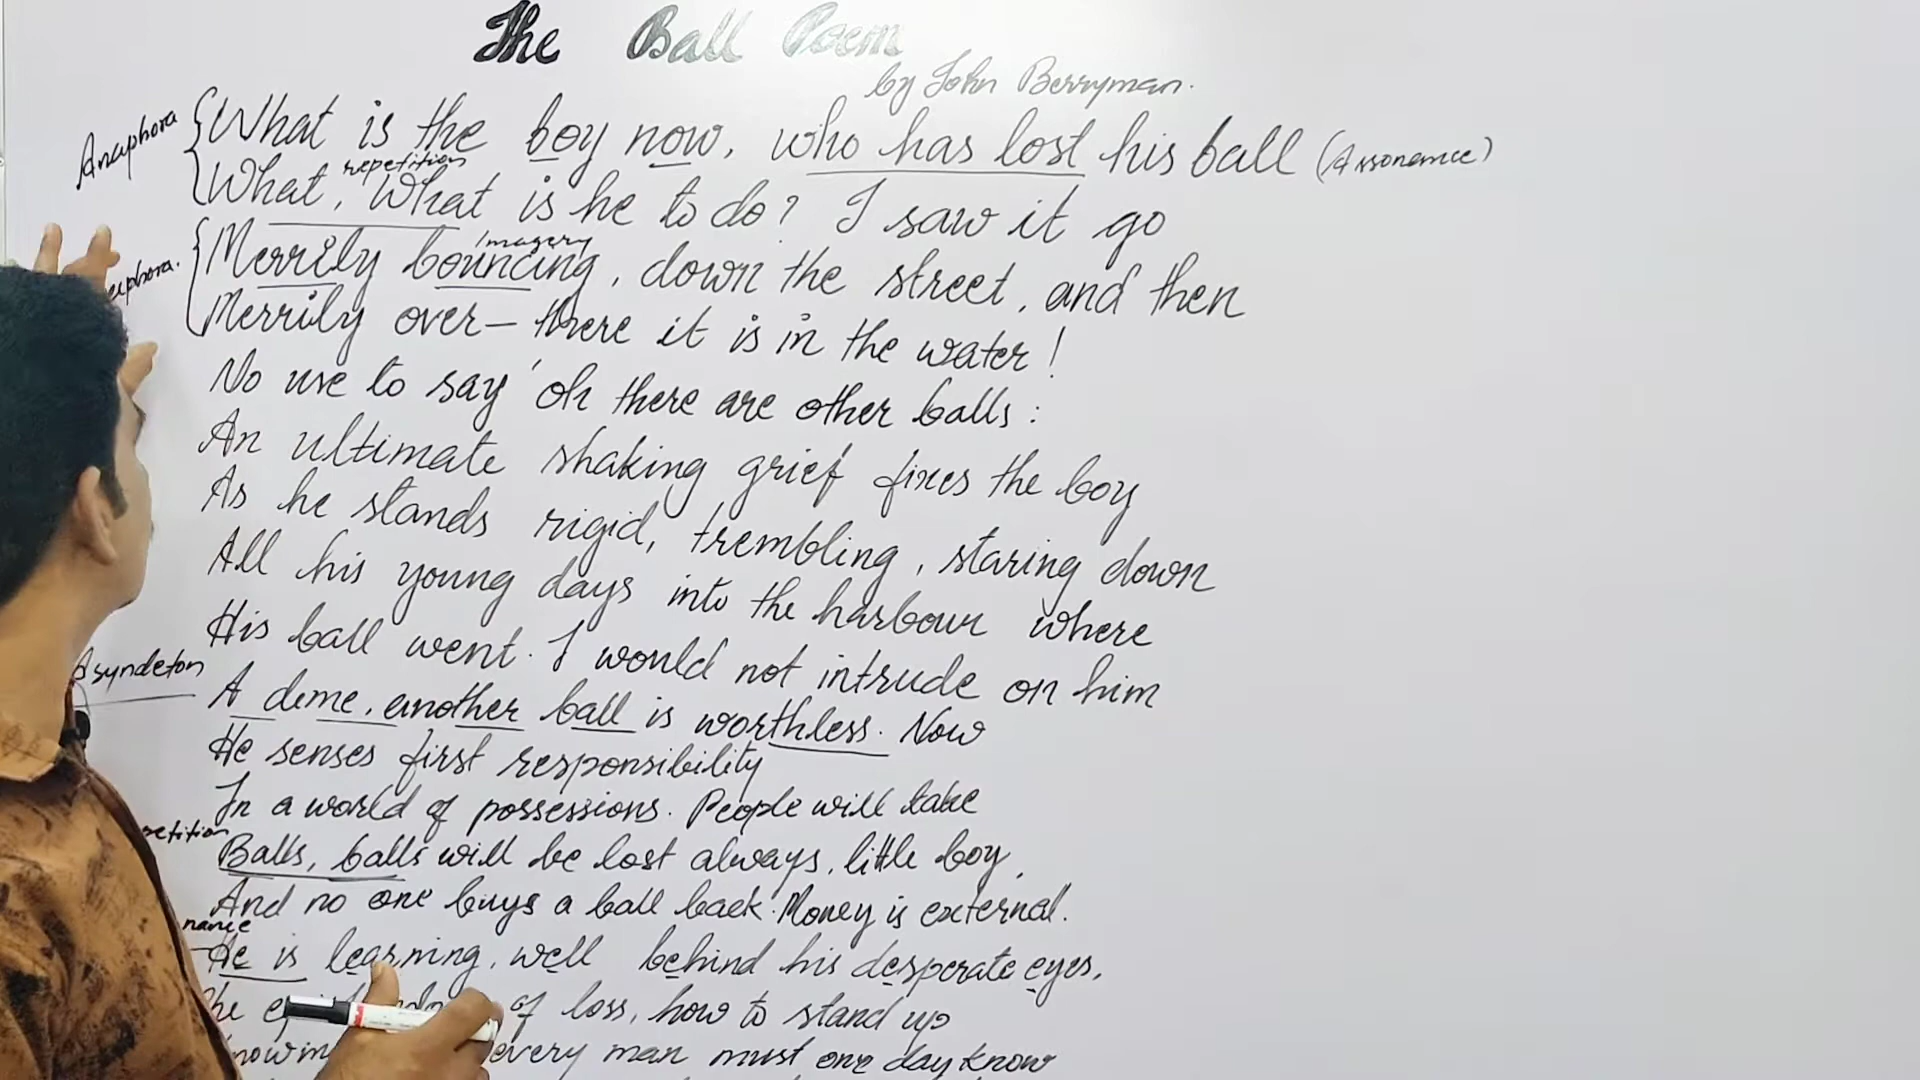 The Ball Poem
by John Berryman.
Anaphora
What is the boy now, who has lost his ball (Assonance)
repetition
What, What is he to do? I saw it go
imagery
Merrily bouncing, down the street, and then
Merrily over– there it is in the water!
No use to say 'oh there are other balls:
An ultimate shaking grief fixes the boy
As he stands rigid, trembling, staring down
All his young days into the harbour where
His ball went. I would not intrude on him
Asyndeton
A dime, another ball is worthless. Now
He senses first responsibility
In a world of possessions. People will take
Balls, balls will be lost always, little boy,
And no one buys a ball back. Money is external.
He is learning, well behind his desperate eyes,
of loss, how to stand up
every man must one day know